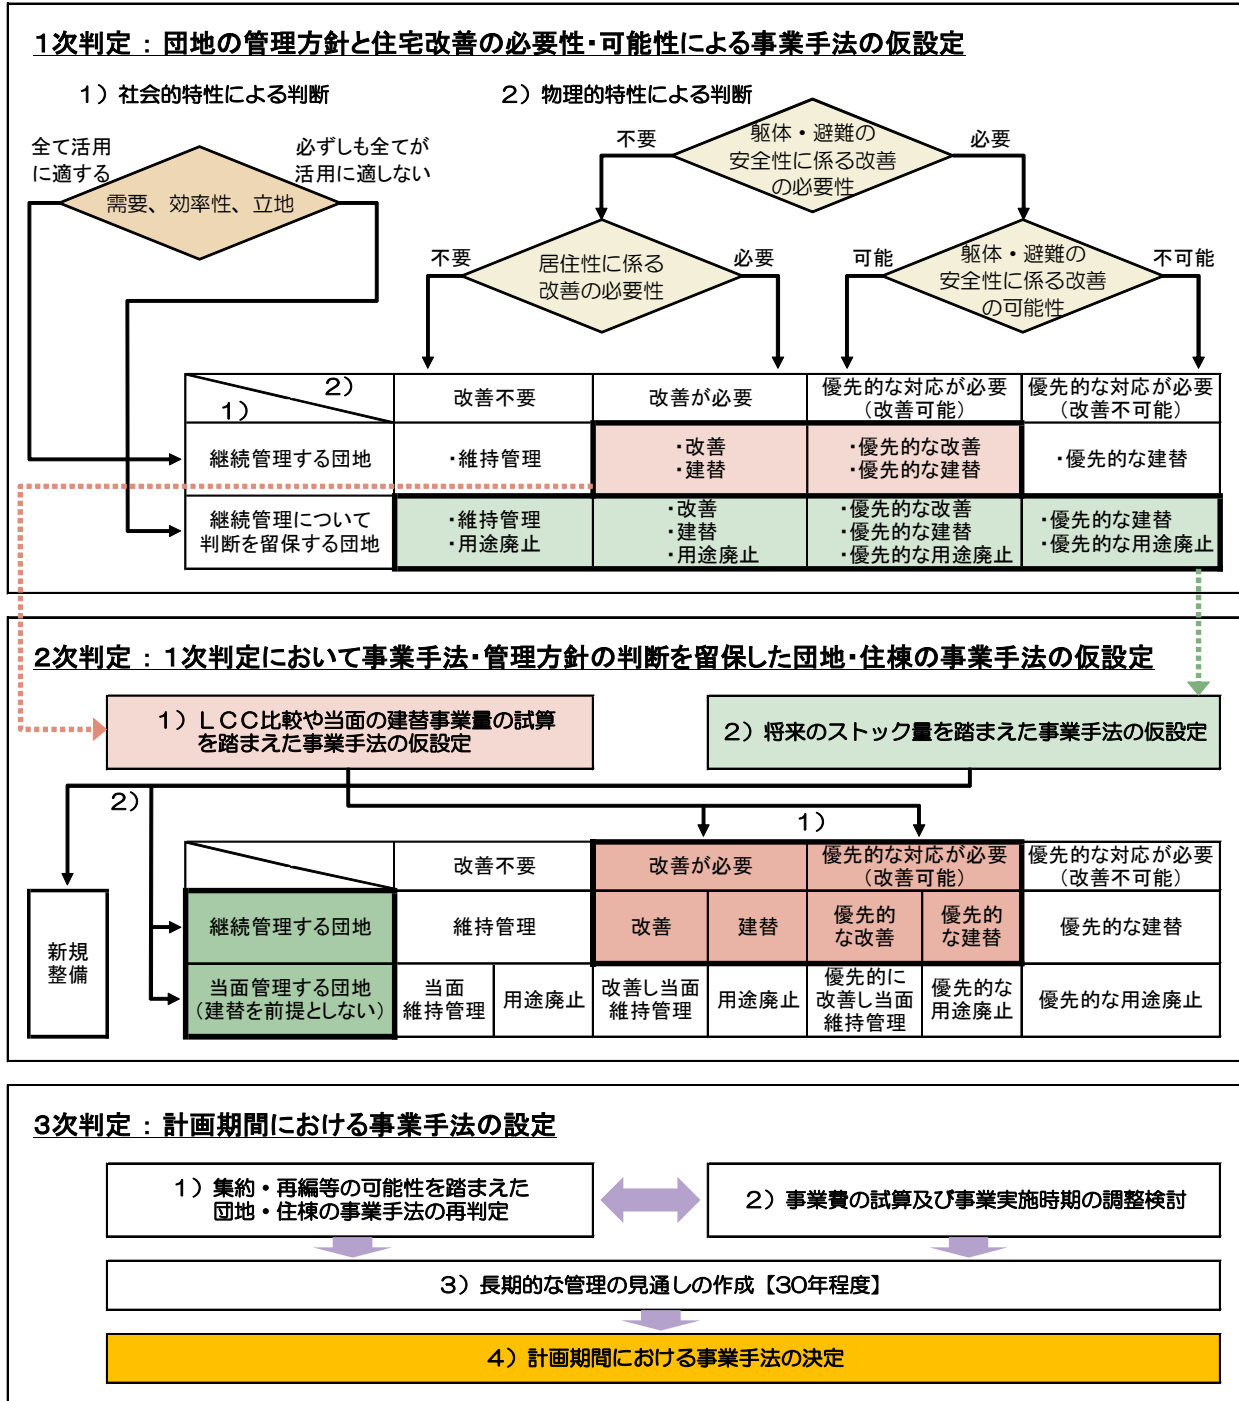 1次判定 : 団地の管理方針と住宅改善の必要性・可能性による事業手法の仮設定
1）社会的特性による判断
2）物理的特性による判断
全て活用
に適する
必ずしも全てが
活用に適しない
需要、効率性、立地
不要
躯体・避難の
安全性に係る改善
の必要性
必要
不要
居住性に係る
改善の必要性
必要
可能
躯体・避難の
安全性に係る改善
の可能性
不可能
2）
1）
改善不要
改善が必要
優先的な対応が必要
（改善可能）
優先的な対応が必要
（改善不可能）
継続管理する団地
・維持管理
・改善
・建替
・優先的な改善
・優先的な建替
・優先的な建替
継続管理について
判断を留保する団地
・維持管理
・用途廃止
・改善
・建替
・用途廃止
・優先的な改善
・優先的な建替
・優先的な用途廃止
・優先的な建替
・優先的な用途廃止
2次判定 : 1次判定において事業手法・管理方針の判断を留保した団地・住棟の事業手法の仮設定
1）ＬＣＣ比較や当面の建替事業量の試算
を踏まえた事業手法の仮設定
2）将来のストック量を踏まえた事業手法の仮設定
2）
1）
改善不要
改善が必要
優先的な対応が必要
（改善可能）
優先的な対応が必要
（改善不可能）
新規
整備
継続管理する団地
維持管理
改善
建替
優先的
な改善
優先的
な建替
優先的な建替
当面管理する団地
（建替を前提としない）
当面
維持管理
用途廃止
改善し当面
維持管理
用途廃止
優先的に
改善し当面
維持管理
優先的な
用途廃止
優先的な用途廃止
3次判定 : 計画期間における事業手法の設定
1）集約・再編等の可能性を踏まえた
団地・住棟の事業手法の再判定
2）事業費の試算及び事業実施時期の調整検討
3）長期的な管理の見通しの作成【30年程度】
4）計画期間における事業手法の決定